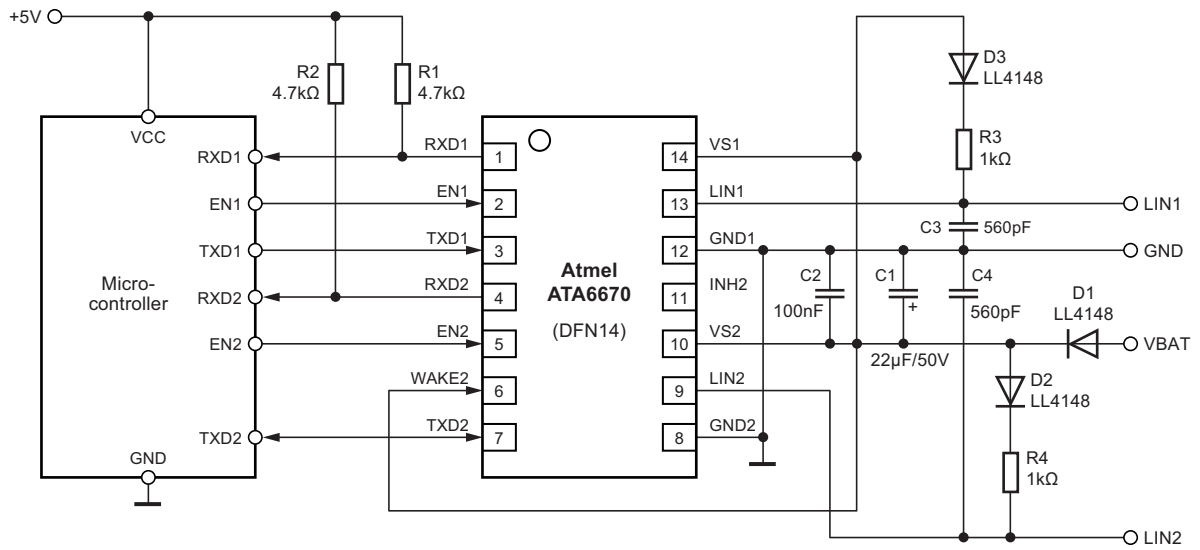 +5V
R2
4.7kΩ
R1
4.7kΩ
D3
LL4148
VCC
RXD1
RXD1
1
14
VS1
R3
1kΩ
EN1
EN1
2
13
LIN1
LIN1
C3
560pF
TXD1
TXD1
3
12
GND1
GND
Micro-
controller
Atmel
ATA6670
(DFN14)
RXD2
RXD2
4
11
INH2
C2
100nF
C1
+
C4
560pF
D1
LL4148
EN2
EN2
5
10
VS2
22µF/50V
VBAT
WAKE2
6
9
LIN2
D2
LL4148
TXD2
TXD2
7
8
GND2
GND
R4
1kΩ
LIN2